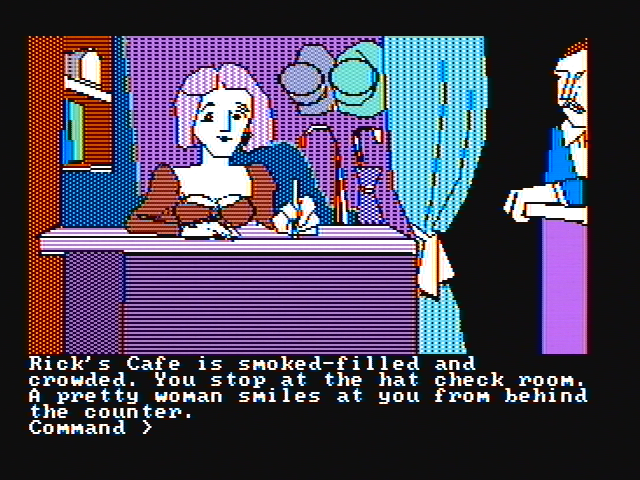 Rick's Cafe is smoked-filled and
crowded. You stop at the hat check room.
A pretty woman smiles at you from behind
the counter.
Command >